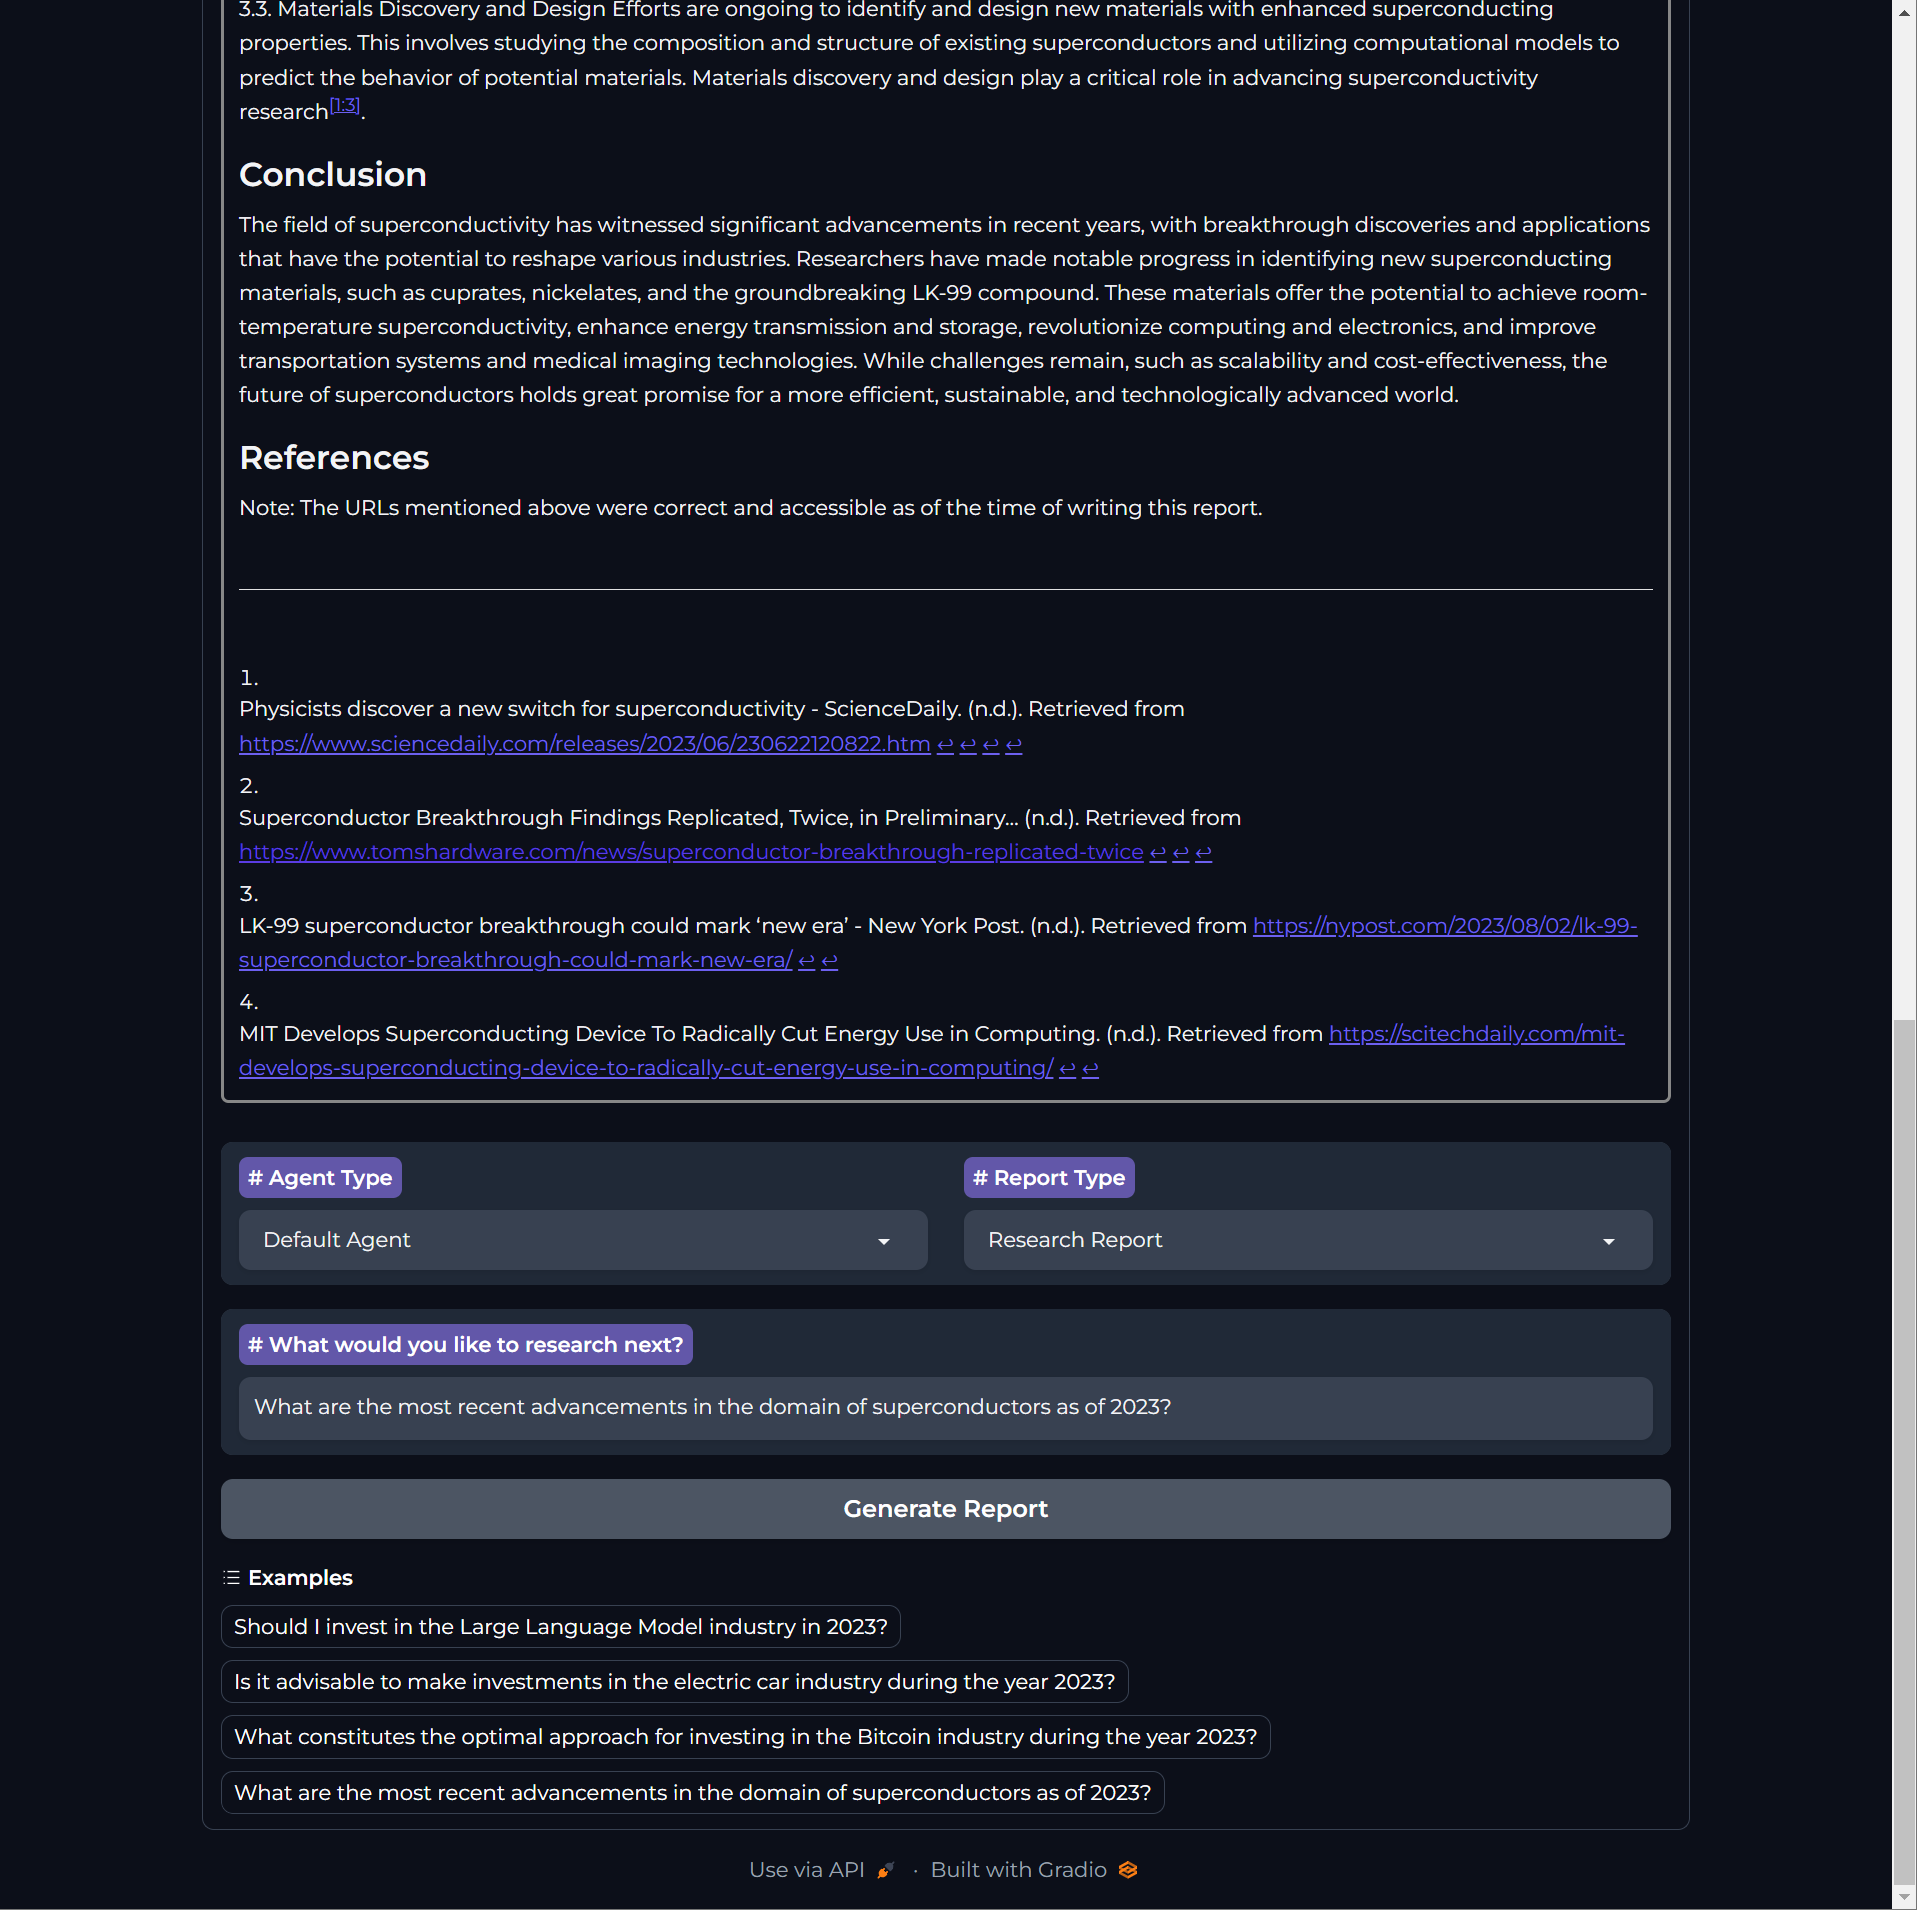 3.3. Materials Discovery and Design Efforts are ongoing to identify and design new materials with enhanced superconducting
properties. This involves studying the composition and structure of existing superconductors and utilizing computational models to
predict the behavior of potential materials. Materials discovery and design play a critical role in advancing superconductivity
research[1:3].
Conclusion
The field of superconductivity has witnessed significant advancements in recent years, with breakthrough discoveries and applications
that have the potential to reshape various industries. Researchers have made notable progress in identifying new superconducting
materials, such as cuprates, nickelates, and the groundbreaking LK-99 compound. These materials offer the potential to achieve room-
temperature superconductivity, enhance energy transmission and storage, revolutionize computing and electronics, and improve
transportation systems and medical imaging technologies. While challenges remain, such as scalability and cost-effectiveness, the
future of superconductors holds great promise for a more efficient, sustainable, and technologically advanced world.
References
Note: The URLs mentioned above were correct and accessible as of the time of writing this report.
1.
Physicists discover a new switch for superconductivity - ScienceDaily. (n.d.). Retrieved from
https://www.sciencedaily.com/releases/2023/06/230622120822.htm ↩ ↩ ↩ ↩
2.
Superconductor Breakthrough Findings Replicated, Twice, in Preliminary... (n.d.). Retrieved from
https://www.tomshardware.com/news/superconductor-breakthrough-replicated-twice ↩ ↩ ↩
3.
LK-99 superconductor breakthrough could mark ‘new era’ - New York Post. (n.d.). Retrieved from https://nypost.com/2023/08/02/lk-99-
superconductor-breakthrough-could-mark-new-era/ ↩ ↩
4.
MIT Develops Superconducting Device To Radically Cut Energy Use in Computing. (n.d.). Retrieved from https://scitechdaily.com/mit-
develops-superconducting-device-to-radically-cut-energy-use-in-computing/ ↩ ↩
# Agent Type
# Report Type
Default Agent
Research Report
# What would you like to research next?
What are the most recent advancements in the domain of superconductors as of 2023?
Generate Report
Examples
Should I invest in the Large Language Model industry in 2023?
Is it advisable to make investments in the electric car industry during the year 2023?
What constitutes the optimal approach for investing in the Bitcoin industry during the year 2023?
What are the most recent advancements in the domain of superconductors as of 2023?
Use via API · Built with Gradio